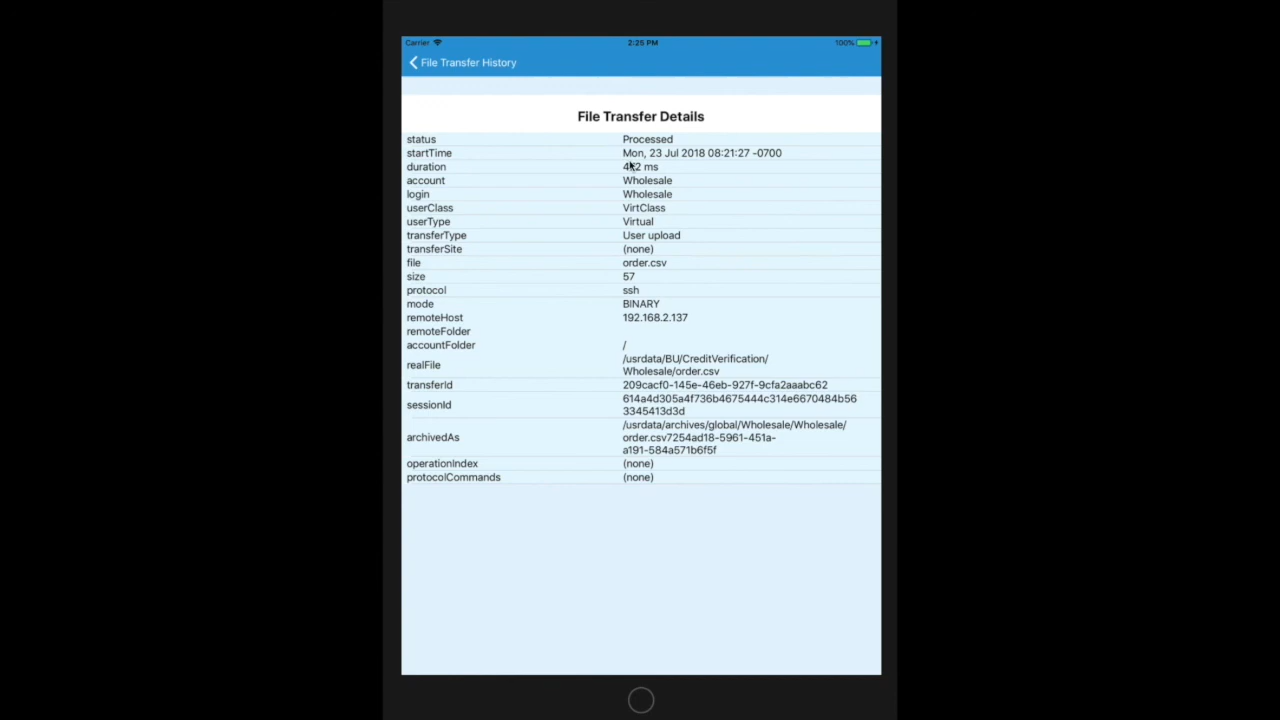 Carrier 2:25 PM 100%
File Transfer History
File Transfer Details
status Processed
startTime Mon, 23 Jul 2018 08:21:27 -0700
duration ms
account Wholesale
login Wholesale
userClass VirtClass
userType Virtual
transferType User upload
transferSite (none)
file order.csv
size 57
protocol ssh
mode BINARY
remoteHost 192.168.2.137
remoteFolder
accountFolder /
realFile /usrdata/BU/CreditVerification/
Wholesale/order.csv
transferId 209cacf0-145e-46eb-927f-9cfa2aaabc62
sessionId 614a4d305a4f736b4675444c314e6670484b56
3345413d3d
archivedAs /usrdata/archives/global/Wholesale/Wholesale/
order.csv7254ad18-5961-451a-
a191-584a571b6f5f
operationIndex (none)
protocolCommands (none)